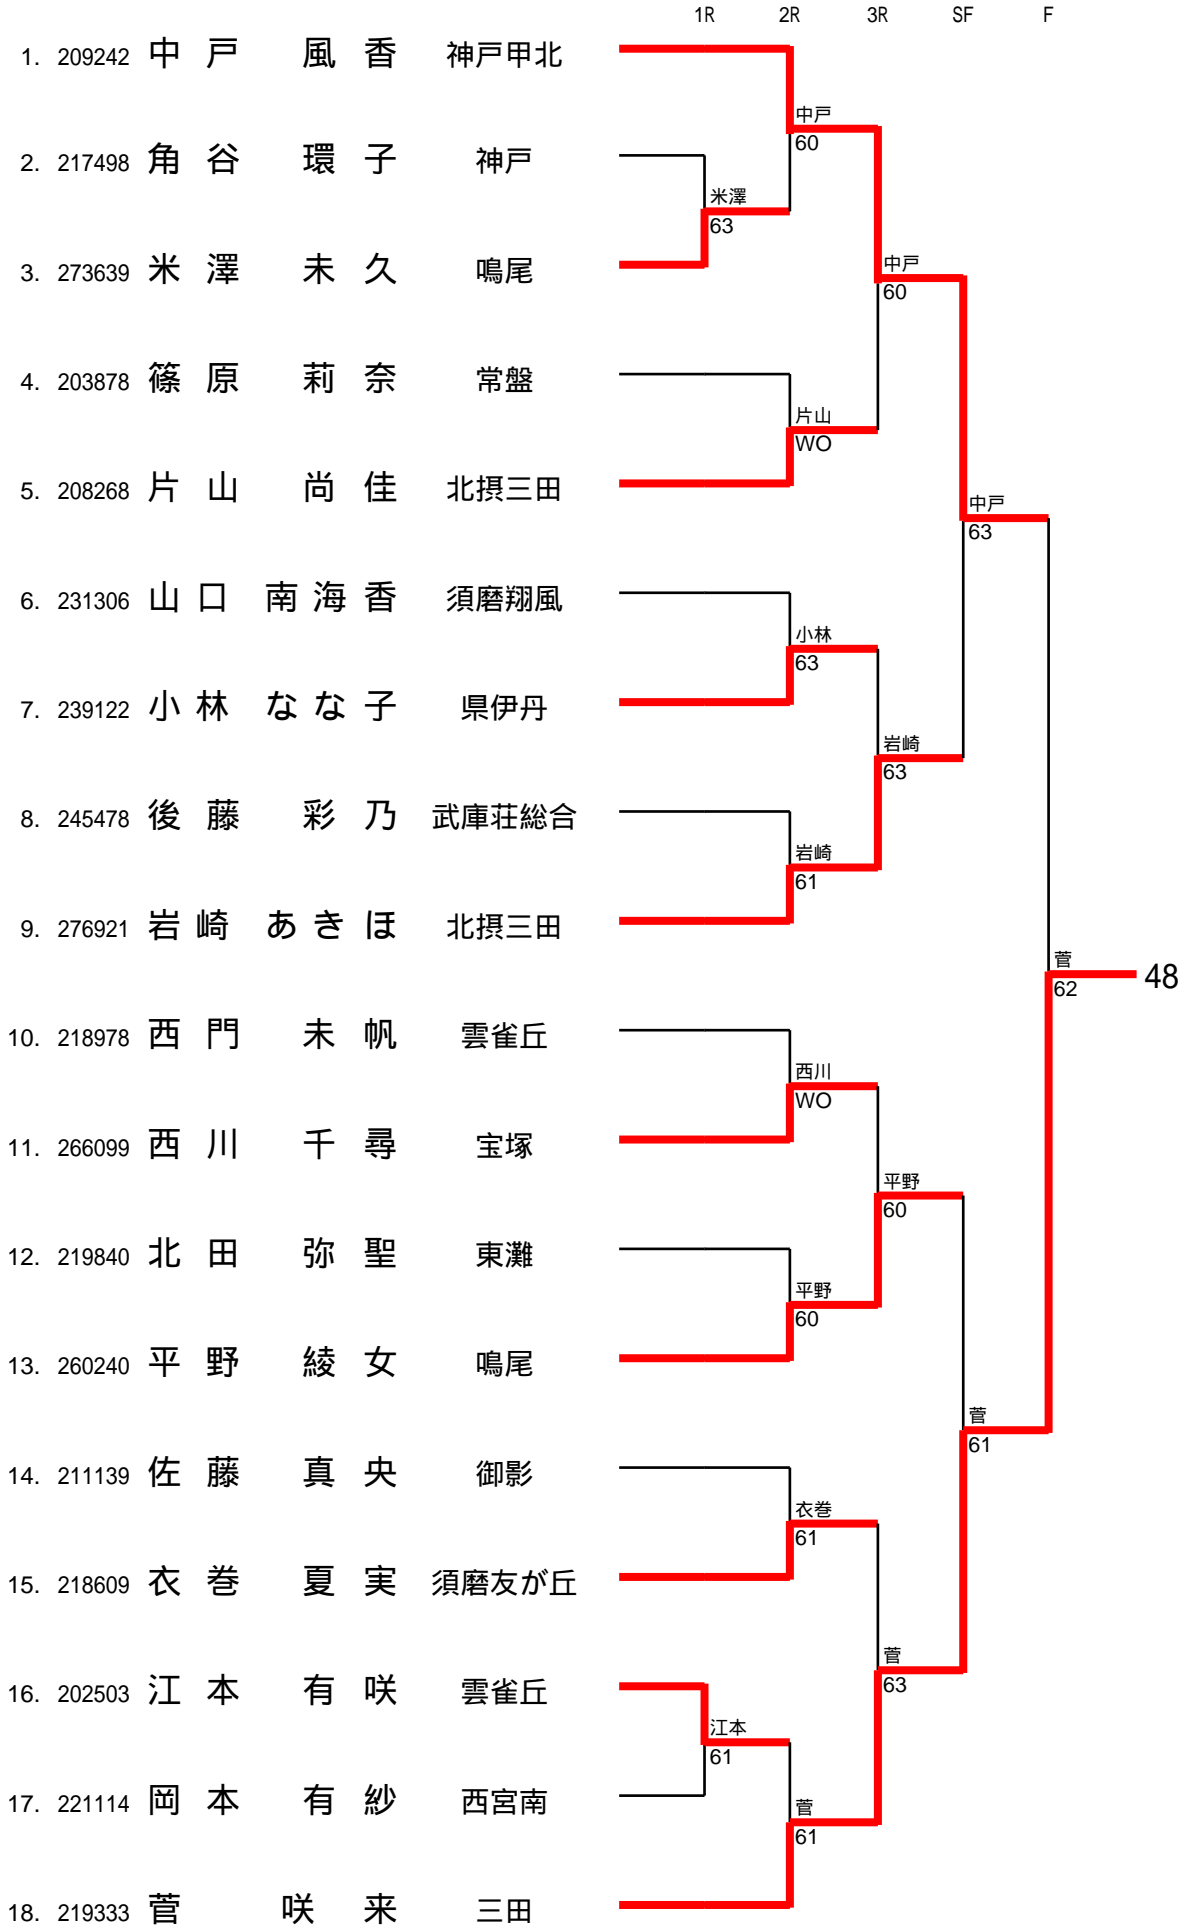 1R 2R 3R SF F
1. 209242 中戸 風香 神戸甲北
中戸
60
2. 217498 角谷 環子 神戸
米澤
63
3. 273639 米澤 未久 鳴尾
中戸
60
4. 203878 篠原 莉奈 常盤
片山
WO
5. 208268 片山 尚佳 北摂三田
中戸
63
6. 231306 山口 南海香 須磨翔風
小林
63
7. 239122 小林 なな子 県伊丹
岩崎
63
8. 245478 後藤 彩乃 武庫荘総合
岩崎
61
9. 276921 岩崎 あきほ 北摂三田
菅
62
48
10. 218978 西門 未帆 雲雀丘
西川
WO
11. 266099 西川 千尋 宝塚
平野
60
12. 219840 北田 弥聖 東灘
平野
60
13. 260240 平野 綾女 鳴尾
菅
61
14. 211139 佐藤 真央 御影
衣巻
61
15. 218609 衣巻 夏実 須磨友が丘
菅
63
16. 202503 江本 有咲 雲雀丘
江本
61
17. 221114 岡本 有紗 西宮南
菅
61
18. 219333 菅 咲来 三田